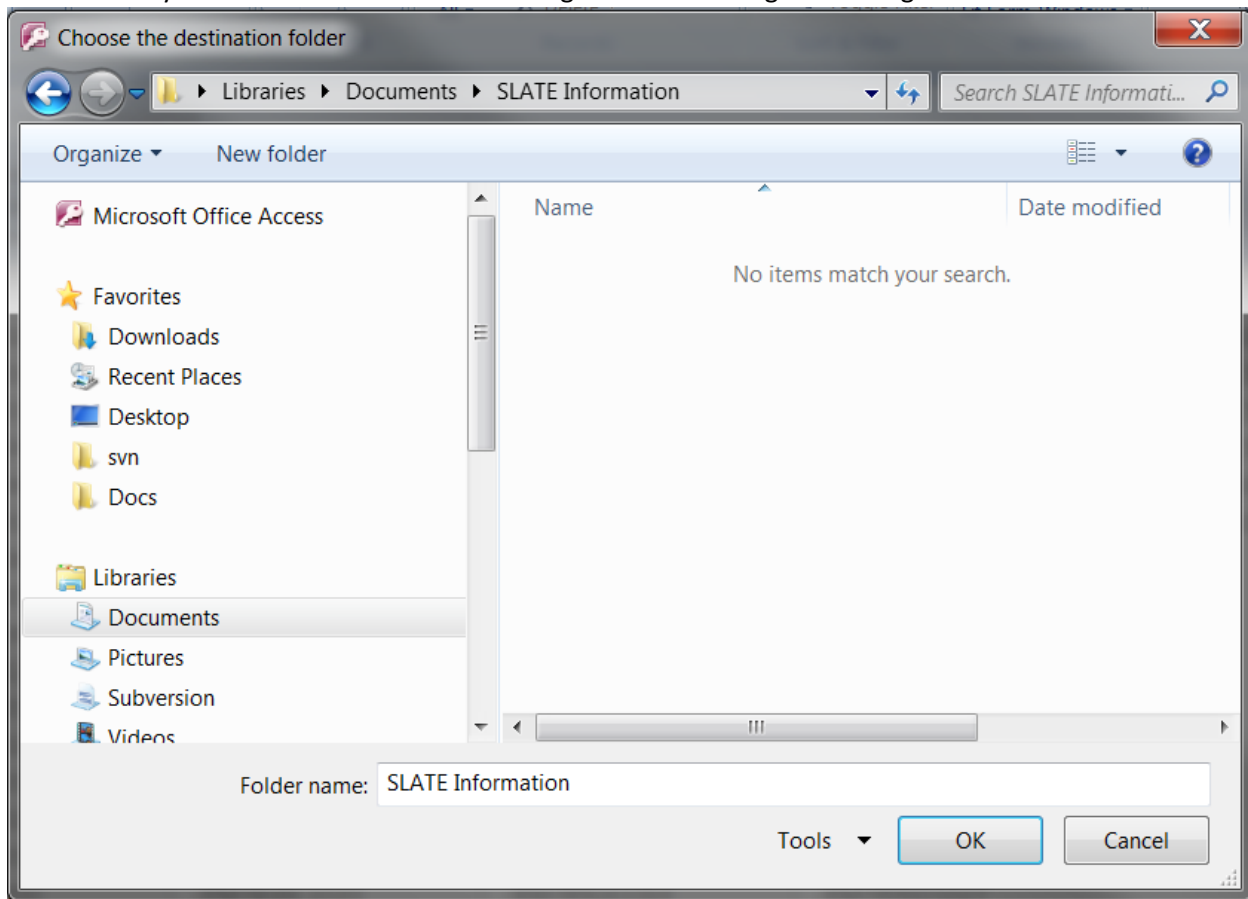 Choose the destination folder
Libraries Documents SLATE Information Search SLATE Informati...
Organize New folder
Microsoft Office Access
Name Date modified
No items match your search.
Favorites
Downloads
Recent Places
Desktop
svn
Docs
Libraries
Documents
Pictures
Subversion
Videos
Folder name: SLATE Information
Tools OK Cancel